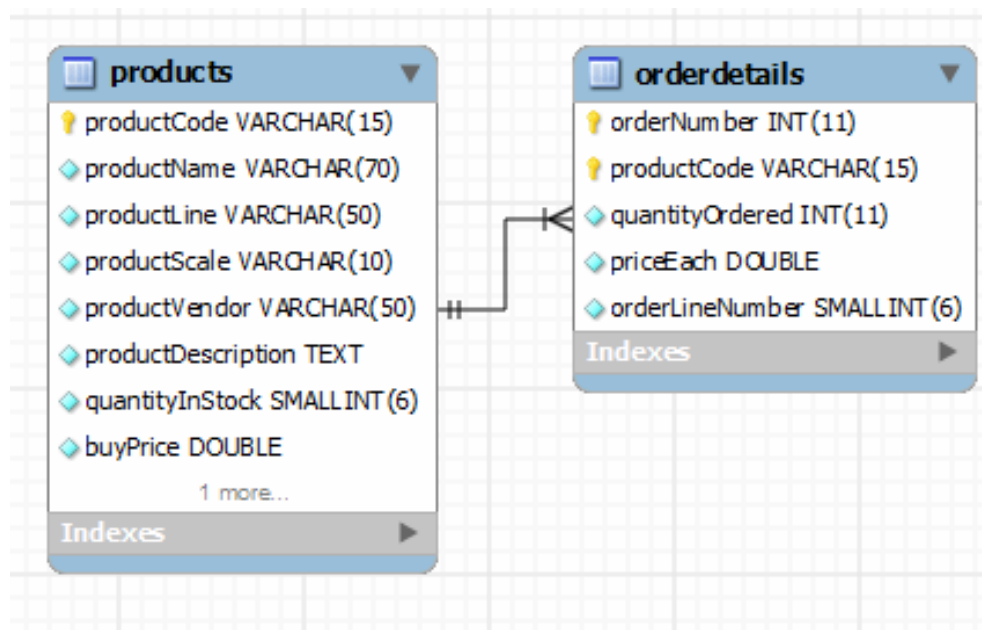 products
productCode VARCHAR(15)
productName VARCHAR(70)
productLine VARCHAR(50)
productScale VARCHAR(10)
productVendor VARCHAR(50)
productDescription TEXT
quantityInStock SMALLINT(6)
buyPrice DOUBLE
1 more...
Indexes
orderdetails
orderNumber INT(11)
productCode VARCHAR(15)
quantityOrdered INT(11)
priceEach DOUBLE
orderLineNumber SMALLINT(6)
Indexes